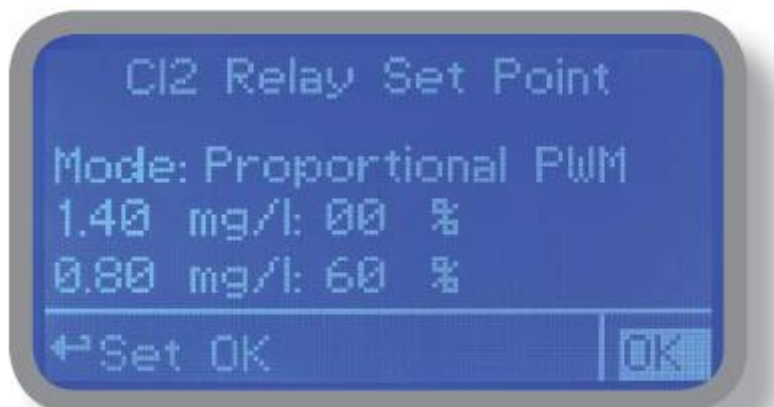 Cl2 Relay Set Point
Mode: Proportional PWM
1.40 mg/l: 00 %
0.80 mg/l: 60 %
↵Set OK
OK